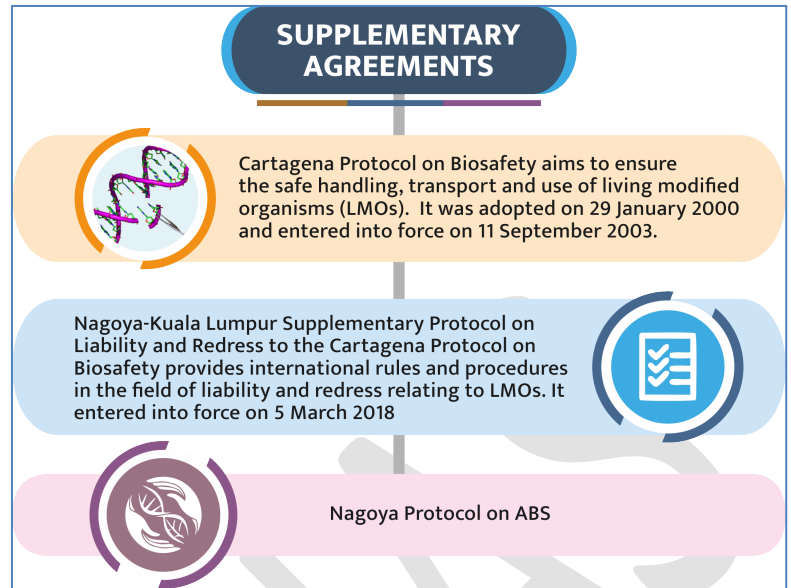 SUPPLEMENTARY
AGREEMENTS
Cartagena Protocol on Biosafety aims to ensure
the safe handling, transport and use of living modified
organisms (LMOs). It was adopted on 29 January 2000
and entered into force on 11 September 2003.
Nagoya-Kuala Lumpur Supplementary Protocol on
Liability and Redress to the Cartagena Protocol on
Biosafety provides international rules and procedures
in the field of liability and redress relating to LMOs. It
entered into force on 5 March 2018
Nagoya Protocol on ABS